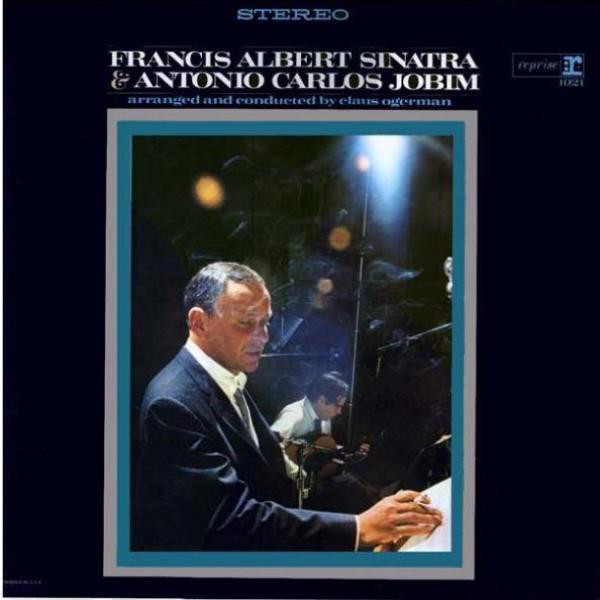 STEREO
FRANCIS ALBERT SINATRA
& ANTONIO CARLOS JOBIM
arranged and conducted by claus ogerman
reprise R:
1021